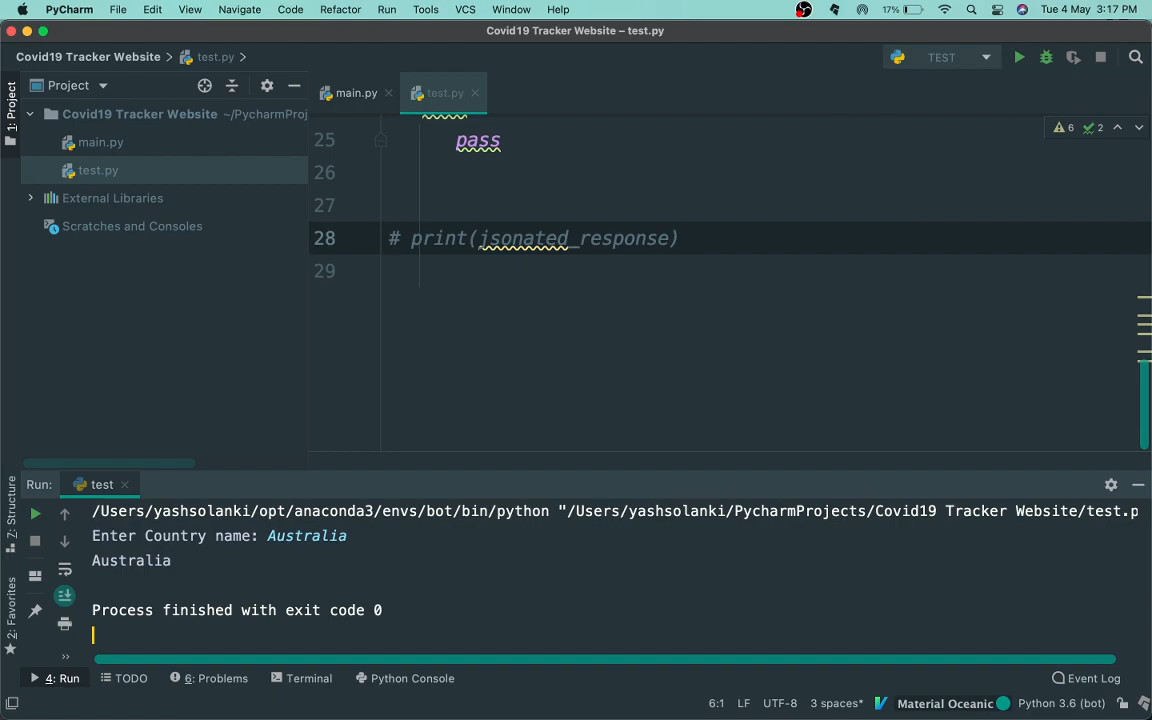 PyCharm File Edit View Navigate Code Refactor Run Tools VCS Window Help 17% Tue 4 May 3:17 PM
Covid19 Tracker Website – test.py
Covid19 Tracker Website test.py TEST
1: Project
Project
main.py test.py
Covid19 Tracker Website ~/PycharmProj
main.py
test.py
External Libraries
Scratches and Consoles
6 2
25 pass
26
27
28 # print(jsonated_response)
29
Run: test
/Users/yashsolanki/opt/anaconda3/envs/bot/bin/python "/Users/yashsolanki/PycharmProjects/Covid19 Tracker Website/test.p
Enter Country name: Australia
Australia
Process finished with exit code 0
Z: Structure
2: Favorites
»
4: Run TODO 6: Problems Terminal Python Console Event Log
6:1 LF UTF-8 3 spaces* Material Oceanic Python 3.6 (bot)